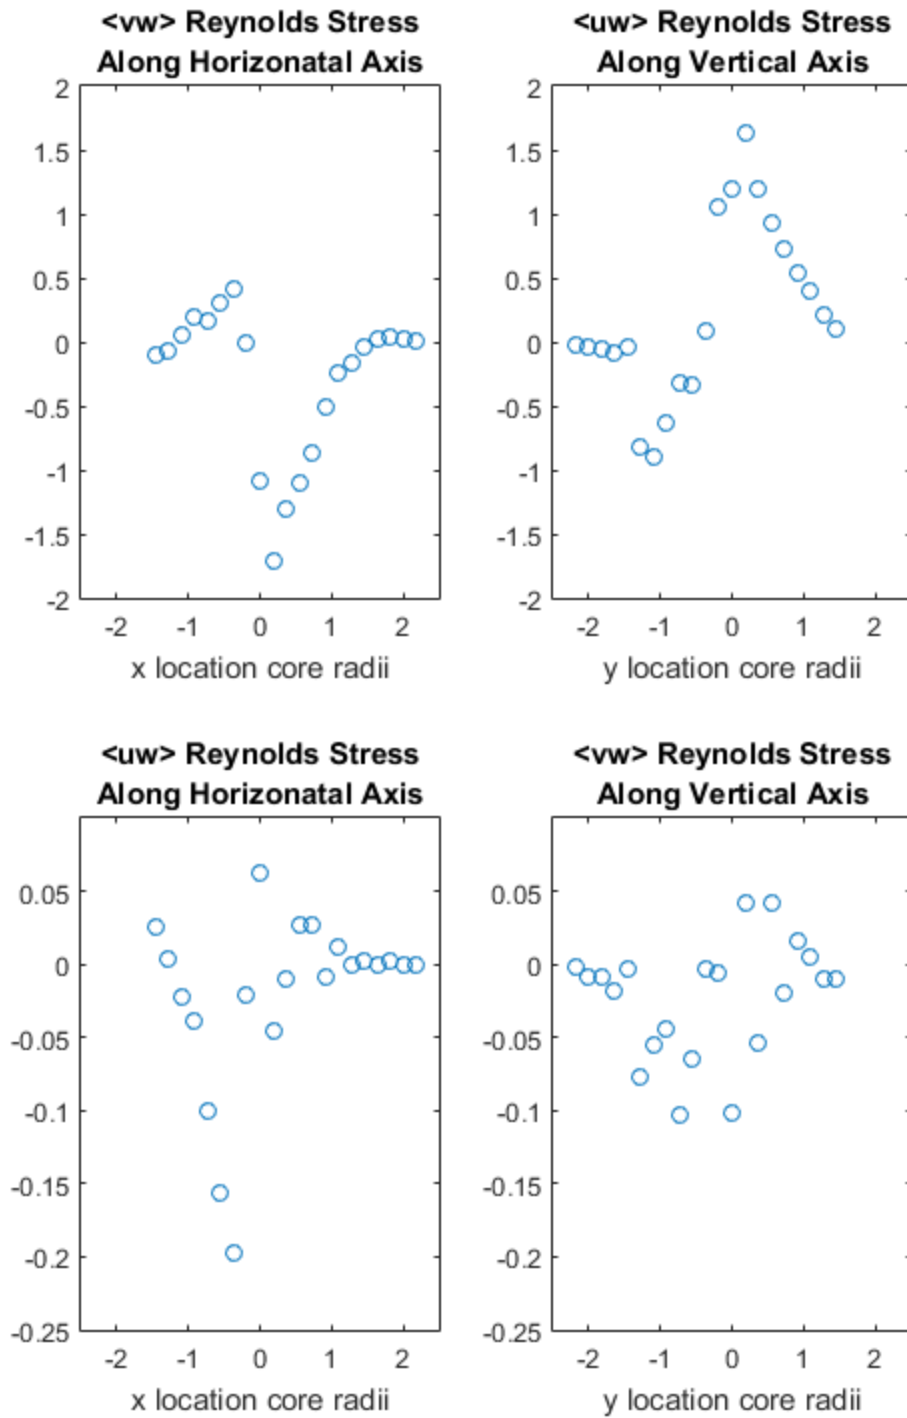 <vw> Reynolds Stress
Along Horizonatal Axis
2
1.5
1
0.5
0
-0.5
-1
-1.5
-2
-2 -1 0 1 2
x location core radii
<uw> Reynolds Stress
Along Vertical Axis
2
1.5
1
0.5
0
-0.5
-1
-1.5
-2
-2 -1 0 1 2
y location core radii
<uw> Reynolds Stress
Along Horizonatal Axis
0.05
0
-0.05
-0.1
-0.15
-0.2
-0.25
-2 -1 0 1 2
x location core radii
<vw> Reynolds Stress
Along Vertical Axis
0.05
0
-0.05
-0.1
-0.15
-0.2
-0.25
-2 -1 0 1 2
y location core radii